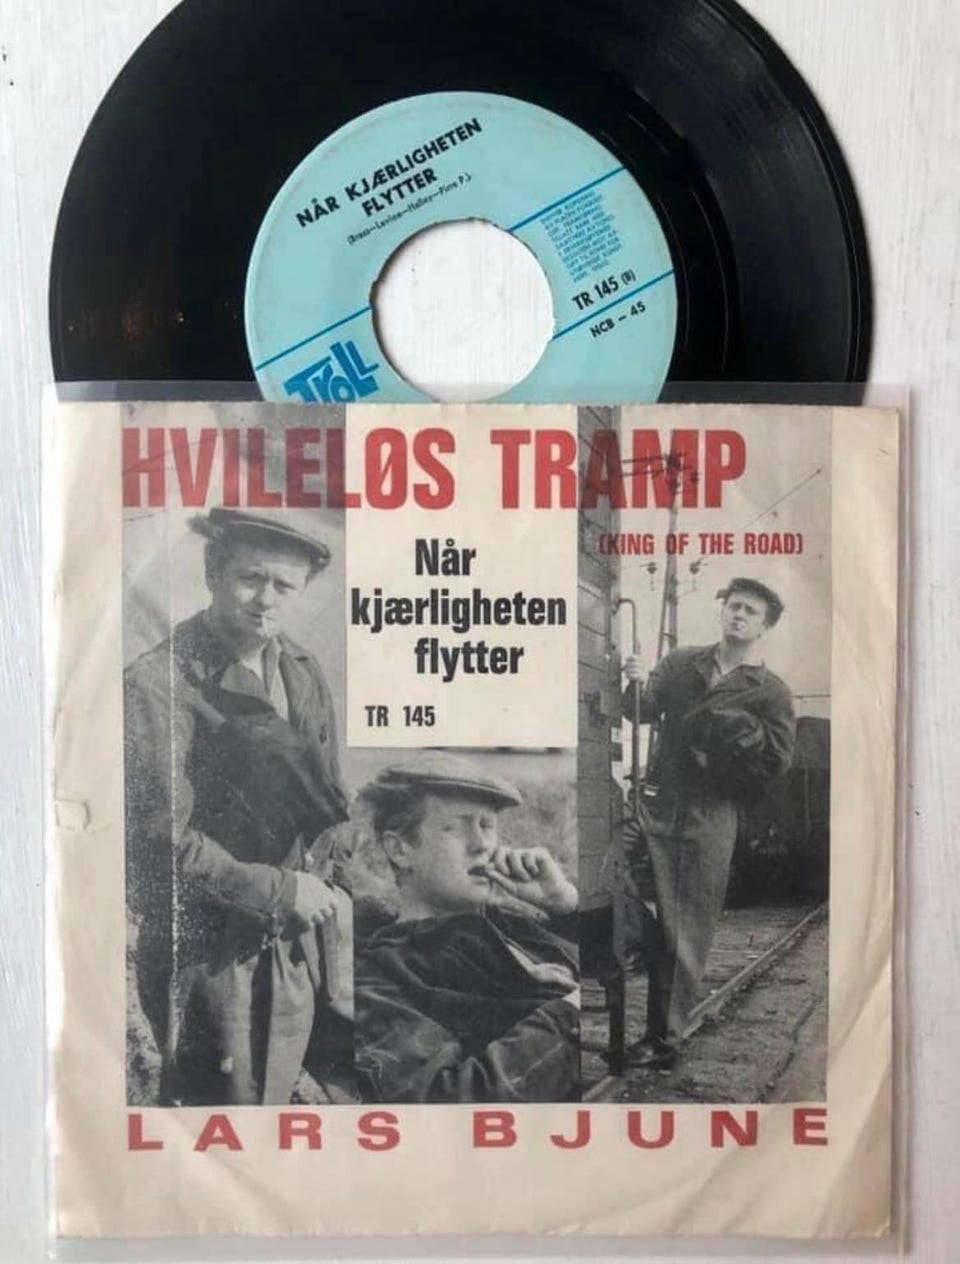 NÅR KJÆRLIGHETEN
FLYTTER
TR 145 (B)
NCB - 45
TROLL
HVILELØS TRAMP
(KING OF THE ROAD)
Når
kjærligheten
flytter
TR 145
LARS BJUNE